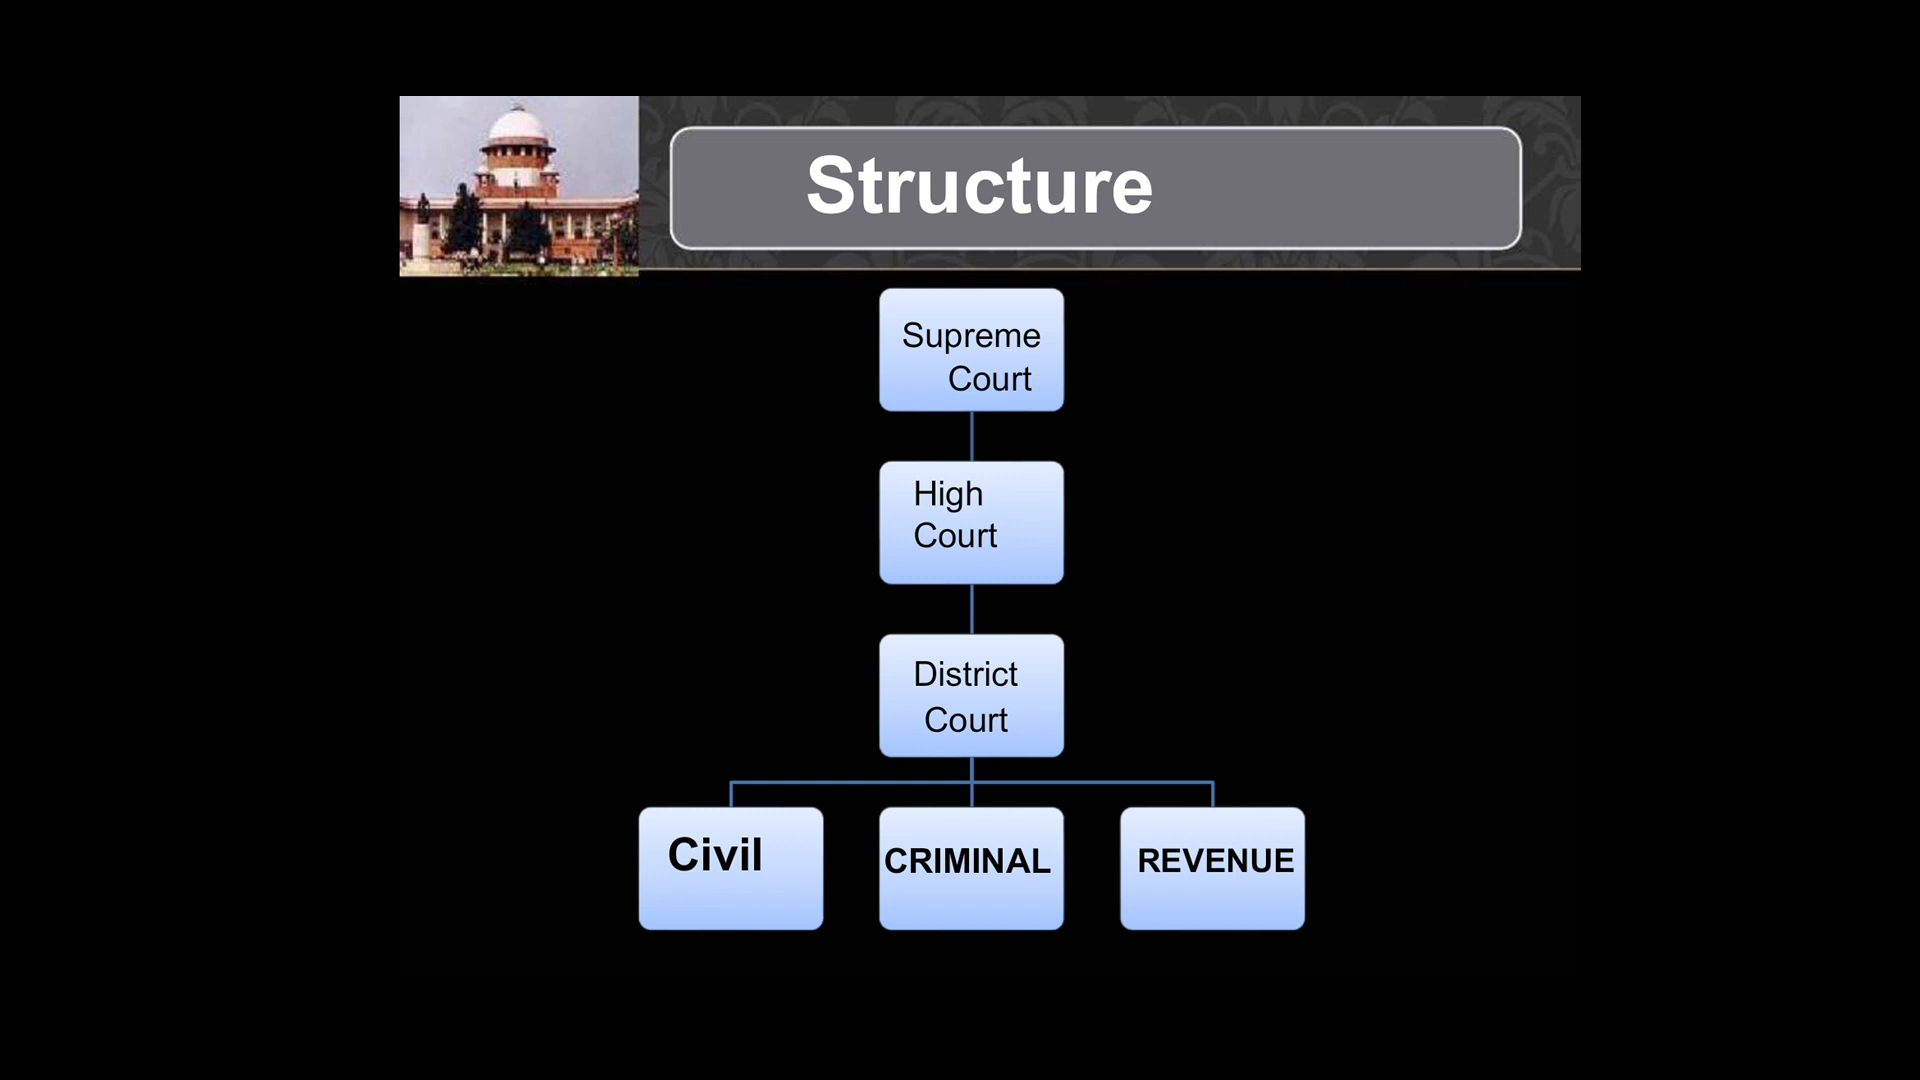 Structure
Supreme
Court
High
Court
District
Court
Civil
CRIMINAL
REVENUE